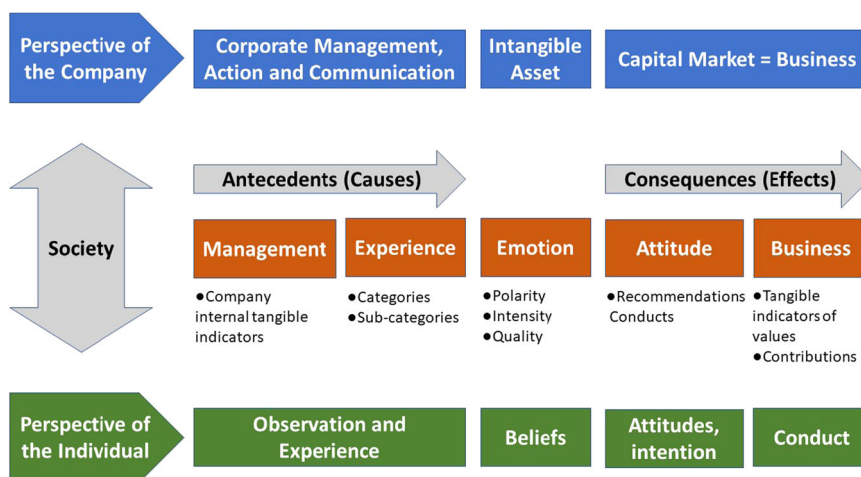 Perspective of
the Company
Corporate Management,
Action and Communication
Intangible
Asset
Capital Market = Business
Antecedents (Causes)
Consequences (Effects)
Society
Management
Experience
Emotion
Attitude
Business
●Company
internal tangible
indicators
●Categories
●Sub-categories
●Polarity
●Intensity
●Quality
●Recommendations
Conducts
●Tangible
indicators of
values
●Contributions
Perspective of
the Individual
Observation and
Experience
Beliefs
Attitudes,
intention
Conduct